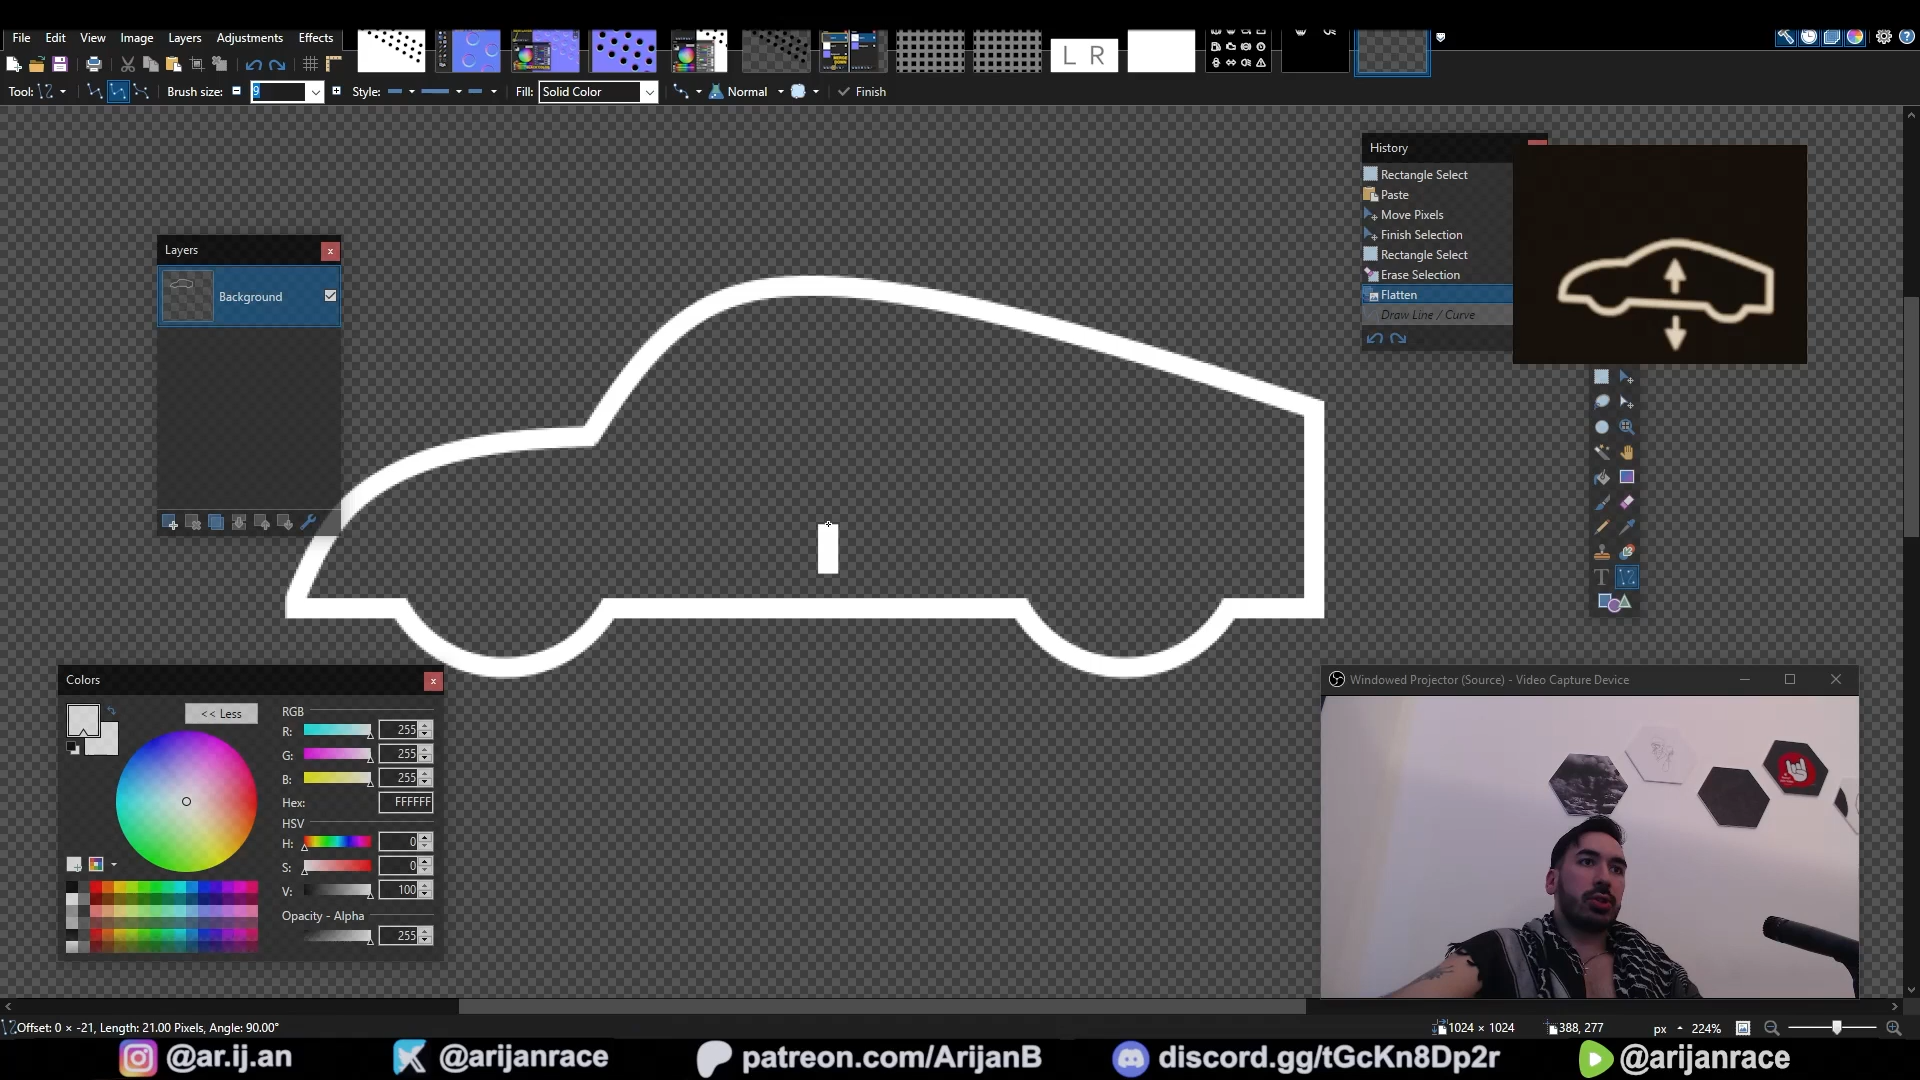 File Edit View Image Layers Adjustments Effects
L R
Tool: Brush size: 9 Style: Fill: Solid Color Normal Finish
History
Rectangle Select
Paste
Move Pixels
Finish Selection
Rectangle Select
Erase Selection
Flatten
Draw Line / Curve
Layers
Background
Colors
<< Less
RGB
R: 255
G: 255
B: 255
Hex: FFFFFF
HSV
H: 0
S: 0
V: 100
Opacity - Alpha
255
Windowed Projector (Source) - Video Capture Device
Offset: 0 × -21, Length: 21.00 Pixels, Angle: 90.00°
1024 × 1024
388, 277
px
224%
@ar.ij.an
@arijanrace
patreon.com/ArijanB
discord.gg/tGcKn8Dp2r
@arijanrace